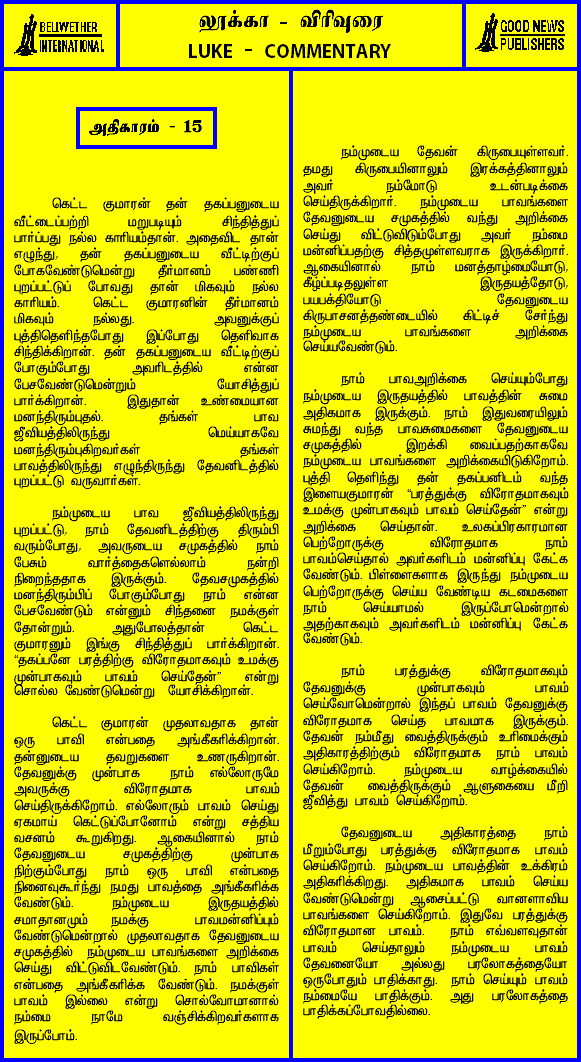 BELLWETHER
INTERNATIONAL
லூக்கா - விரிவுரை
LUKE - COMMENTARY
GOOD NEWS
PUBLISHERS
அதிகாரம் - 15
கெட்ட குமாரன் தன் தகப்பனுடைய
வீட்டைப்பற்றி மறுபடியும் சிந்தித்துப்
பார்ப்பது நல்ல காரியம்தான். அதைவிட தான்
எழுந்து, தன் தகப்பனுடைய வீட்டிற்குப்
போகவேண்டுமென்று தீர்மானம் பண்ணி
புறப்பட்டுப் போவது தான் மிகவும் நல்ல
காரியம். கெட்ட குமாரனின் தீர்மானம்
மிகவும் நல்லது. அவனுக்குப்
புத்திதெளிந்தபோது இப்போது தெளிவாக
சிந்திக்கிறான். தன் தகப்பனுடைய வீட்டிற்குப்
போகும்போது அவரிடத்தில் என்ன
பேசவேண்டுமென்றும் யோசித்துப்
பார்க்கிறான். இதுதான் உண்மையான
மனந்திரும்புதல். தங்கள் பாவ
ஜீவியத்திலிருந்து மெய்யாகவே
மனந்திரும்புகிறவர்கள் தங்கள்
பாவத்திலிருந்து எழுந்திருந்து தேவனிடத்தில்
புறப்பட்டு வருவார்கள்.
நம்முடைய பாவ ஜீவியத்திலிருந்து
புறப்பட்டு, நாம் தேவனிடத்திற்கு திரும்பி
வரும்போது, அவருடைய சமுகத்தில் நாம்
பேசும் வார்த்தைகளெல்லாம் நன்றி
நிறைந்ததாக இருக்கும். தேவசமுகத்தில்
மனந்திரும்பிப் போகும்போது நாம் என்ன
பேசவேண்டும் என்னும் சிந்தனை நமக்குள்
தோன்றும். அதுபோலத்தான் கெட்ட
குமாரனும் இங்கு சிந்தித்துப் பார்க்கிறான்.
"தகப்பனே பரத்திற்கு விரோதமாகவும் உமக்கு
முன்பாகவும் பாவம் செய்தேன்" என்று
சொல்ல வேண்டுமென்று யோசிக்கிறான்.
கெட்ட குமாரன் முதலாவதாக தான்
ஒரு பாவி என்பதை அங்கீகரிக்கிறான்.
தன்னுடைய தவறுகளை உணருகிறான்.
தேவனுக்கு முன்பாக நாம் எல்லோருமே
அவருக்கு விரோதமாக பாவம்
செய்திருக்கிறோம். எல்லோரும் பாவம் செய்து
ஏகமாய் கெட்டுப்போனோம் என்று சத்திய
வசனம் கூறுகிறது. ஆகையினால் நாம்
தேவனுடைய சமுகத்திற்கு முன்பாக
நிற்கும்போது நாம் ஒரு பாவி என்பதை
நினைவுகூர்ந்து நமது பாவத்தை அங்கீகரிக்க
வேண்டும். நம்முடைய இருதயத்தில்
சமாதானமும் நமக்கு பாவமன்னிப்பும்
வேண்டுமென்றால் முதலாவதாக தேவனுடைய
சமுகத்தில் நம்முடைய பாவங்களை அறிக்கை
செய்து விட்டுவிடவேண்டும். நாம் பாவிகள்
என்பதை அங்கீகரிக்க வேண்டும். நமக்குள்
பாவம் இல்லை என்று சொல்வோமானால்
நம்மை நாமே வஞ்சிக்கிறவர்களாக
இருப்போம்.
நம்முடைய தேவன் கிருபையுள்ளவர்.
தமது கிருபையினாலும் இரக்கத்தினாலும்
அவர் நம்மோடு உடன்படிக்கை
செய்திருக்கிறார். நம்முடைய பாவங்களை
தேவனுடைய சமுகத்தில் வந்து அறிக்கை
செய்து விட்டுவிடும்போது அவர் நம்மை
மன்னிப்பதற்கு சித்தமுள்ளவராக இருக்கிறார்.
ஆகையினால் நாம் மனத்தாழ்மையோடு,
கீழ்ப்படிதலுள்ள இருதயத்தோடு,
பயபக்தியோடு தேவனுடைய
கிருபாசனத்தண்டையில் கிட்டிச் சேர்ந்து
நம்முடைய பாவங்களை அறிக்கை
செய்யவேண்டும்.
நாம் பாவஅறிக்கை செய்யும்போது
நம்முடைய இருதயத்தில் பாவத்தின் சுமை
அதிகமாக இருக்கும். நாம் இதுவரையிலும்
சுமந்து வந்த பாவசுமைகளை தேவனுடைய
சமுகத்தில் இறக்கி வைப்பதற்காகவே
நம்முடைய பாவங்களை அறிக்கையிடுகிறோம்.
புத்தி தெளிந்து தன் தகப்பனிடம் வந்த
இளையகுமாரன் "பரத்துக்கு விரோதமாகவும்
உமக்கு முன்பாகவும் பாவம் செய்தேன்" என்று
அறிக்கை செய்தான். உலகப்பிரகாரமான
பெற்றோருக்கு விரோதமாக நாம்
பாவம்செய்தால் அவர்களிடம் மன்னிப்பு கேட்க
வேண்டும். பிள்ளைகளாக இருந்து நம்முடைய
பெற்றோருக்கு செய்ய வேண்டிய கடமைகளை
நாம் செய்யாமல் இருப்போமென்றால்
அதற்காகவும் அவர்களிடம் மன்னிப்பு கேட்க
வேண்டும்.
நாம் பரத்துக்கு விரோதமாகவும்
தேவனுக்கு முன்பாகவும் பாவம்
செய்வோமென்றால் இந்தப் பாவம் தேவனுக்கு
விரோதமாக செய்த பாவமாக இருக்கும்.
தேவன் நம்மீது வைத்திருக்கும் உரிமைக்கும்
அதிகாரத்திற்கும் விரோதமாக நாம் பாவம்
செய்கிறோம். நம்முடைய வாழ்க்கையில்
தேவன் வைத்திருக்கும் ஆளுகையை மீறி
ஜீவித்து பாவம் செய்கிறோம்.
தேவனுடைய அதிகாரத்தை நாம்
மீறும்போது பரத்துக்கு விரோதமாக பாவம்
செய்கிறோம். நம்முடைய பாவத்தின் உக்கிரம்
அதிகரிக்கிறது. அதிகமாக பாவம் செய்ய
வேண்டுமென்று ஆசைப்பட்டு வானளாவிய
பாவங்களை செய்கிறோம். இதுவே பரத்துக்கு
விரோதமான பாவம். நாம் எவ்வளவுதான்
பாவம் செய்தாலும் நம்முடைய பாவம்
தேவனையோ அல்லது பரலோகத்தையோ
ஒருபோதும் பாதிக்காது. நாம் செய்யும் பாவம்
நம்மையே பாதிக்கும். அது பரலோகத்தை
பாதிக்கப்போவதில்லை.